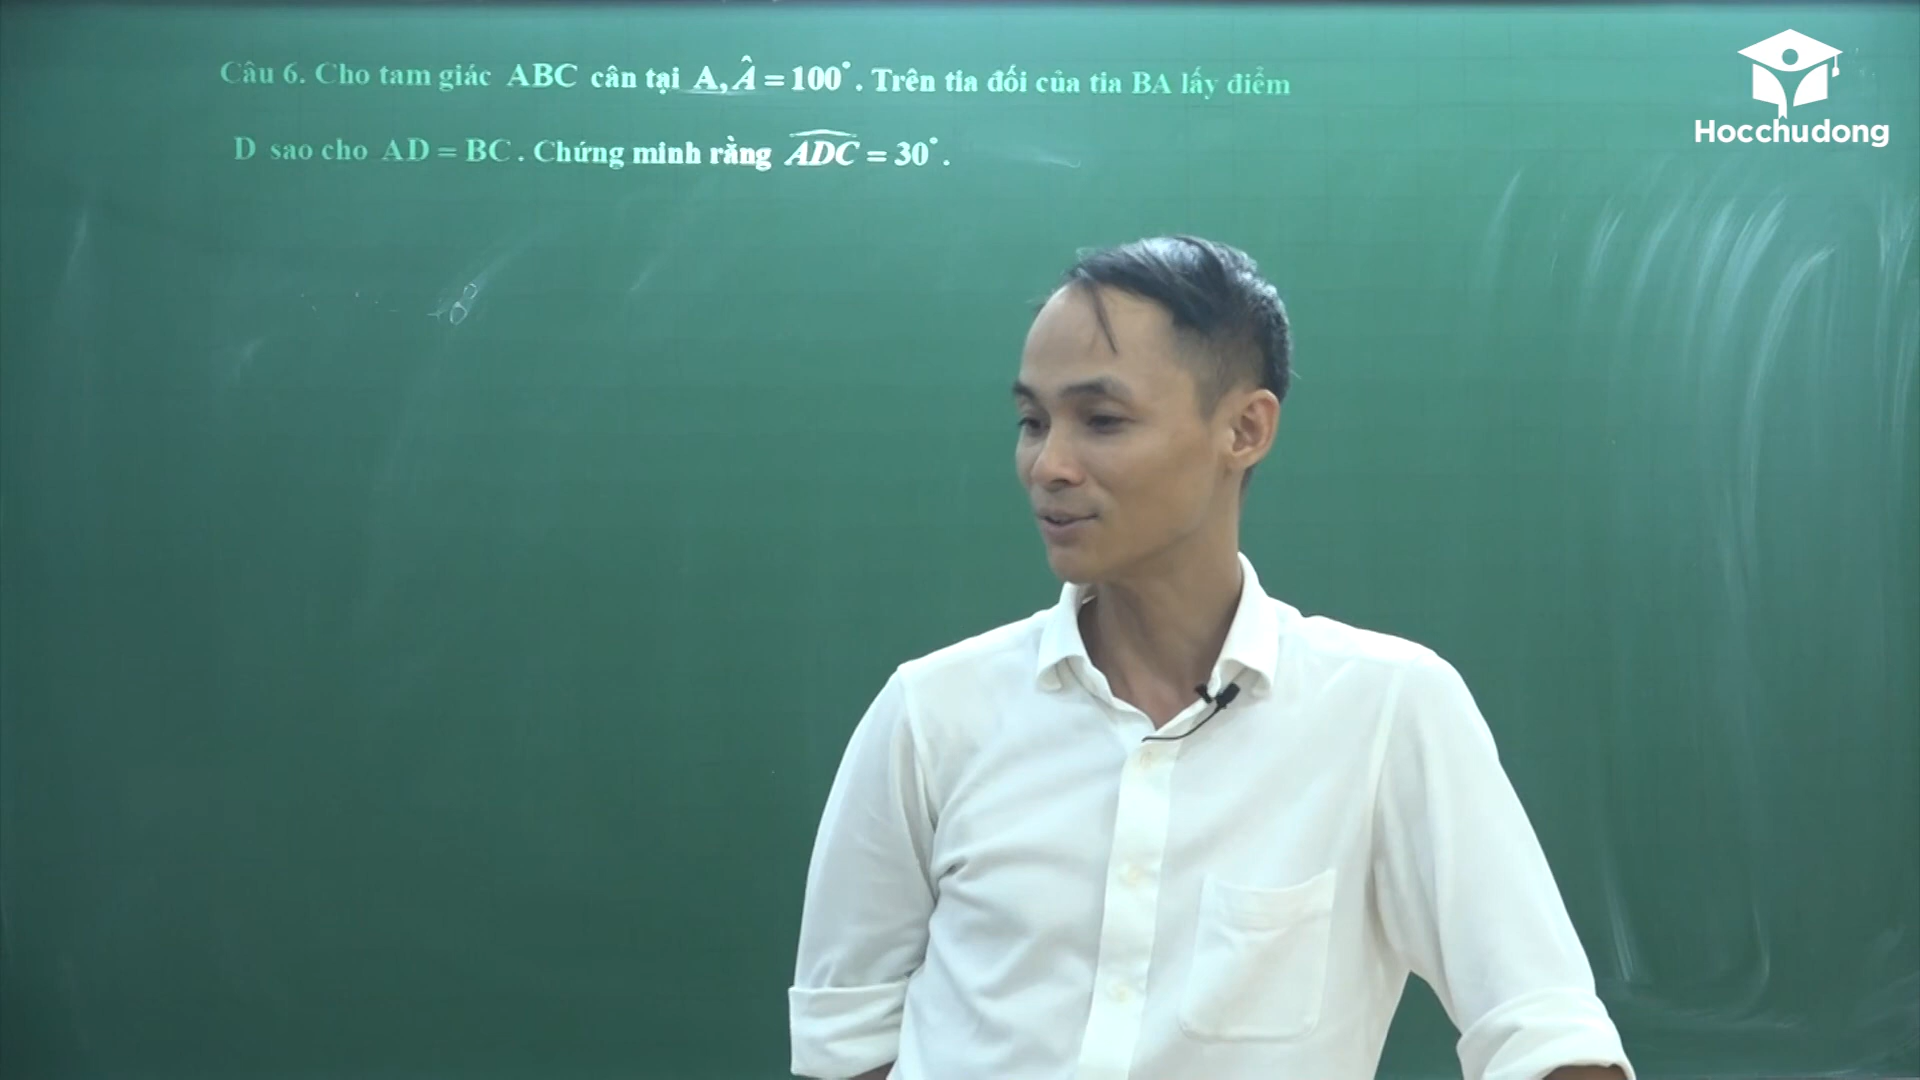 Câu 6. Cho tam giác ABC cân tại A, Â = 100°. Trên tia đối của tia BA lấy điểm
D sao cho AD = BC. Chứng minh rằng \widehat{ADC} = 30°.
Hocchudong